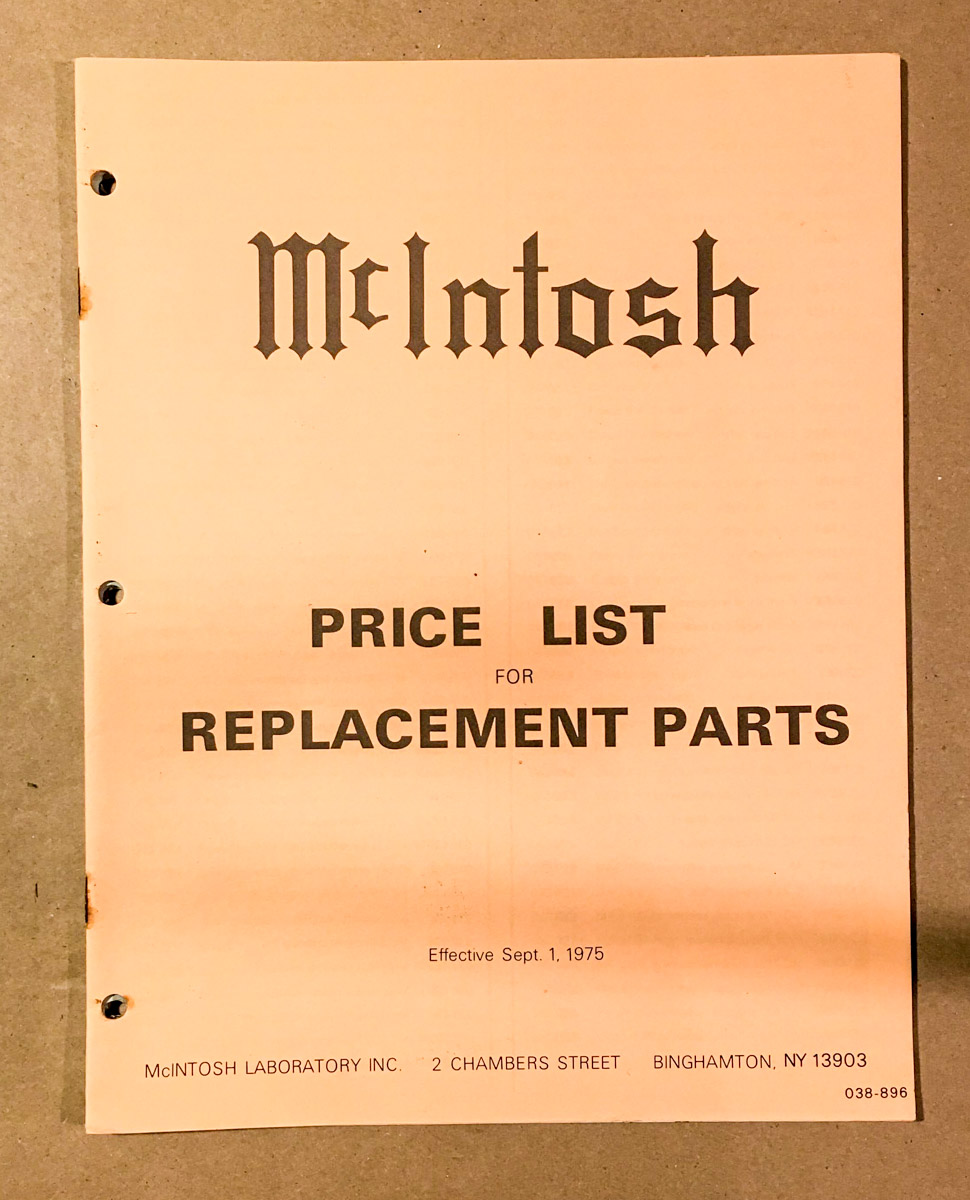 McIntosh
PRICE LIST
FOR
REPLACEMENT PARTS
Effective Sept. 1, 1975
McINTOSH LABORATORY INC. 2 CHAMBERS STREET BINGHAMTON, NY 13903
038-896